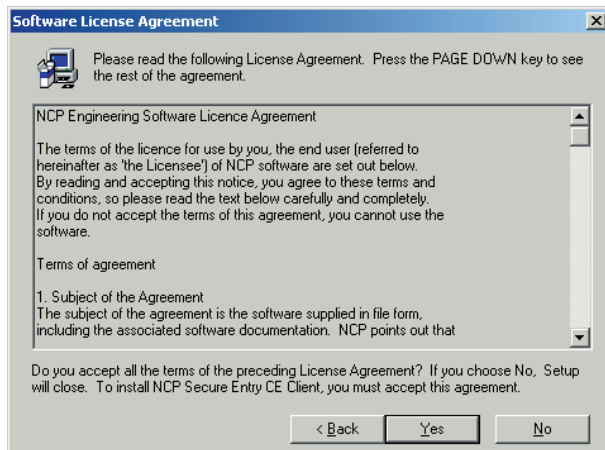 Software License Agreement
Please read the following License Agreement. Press the PAGE DOWN key to see
the rest of the agreement.
NCP Engineering Software Licence Agreement
The terms of the licence for use by you, the end user (referred to
hereinafter as 'the Licensee') of NCP software are set out below.
By reading and accepting this notice, you agree to these terms and
conditions, so please read the text below carefully and completely.
If you do not accept the terms of this agreement, you cannot use the
software.
Terms of agreement
1. Subject of the Agreement
The subject of the agreement is the software supplied in file form,
including the associated software documentation. NCP points out that
Do you accept all the terms of the preceding License Agreement? If you choose No, Setup
will close. To install NCP Secure Entry CE Client, you must accept this agreement.
< Back Yes No